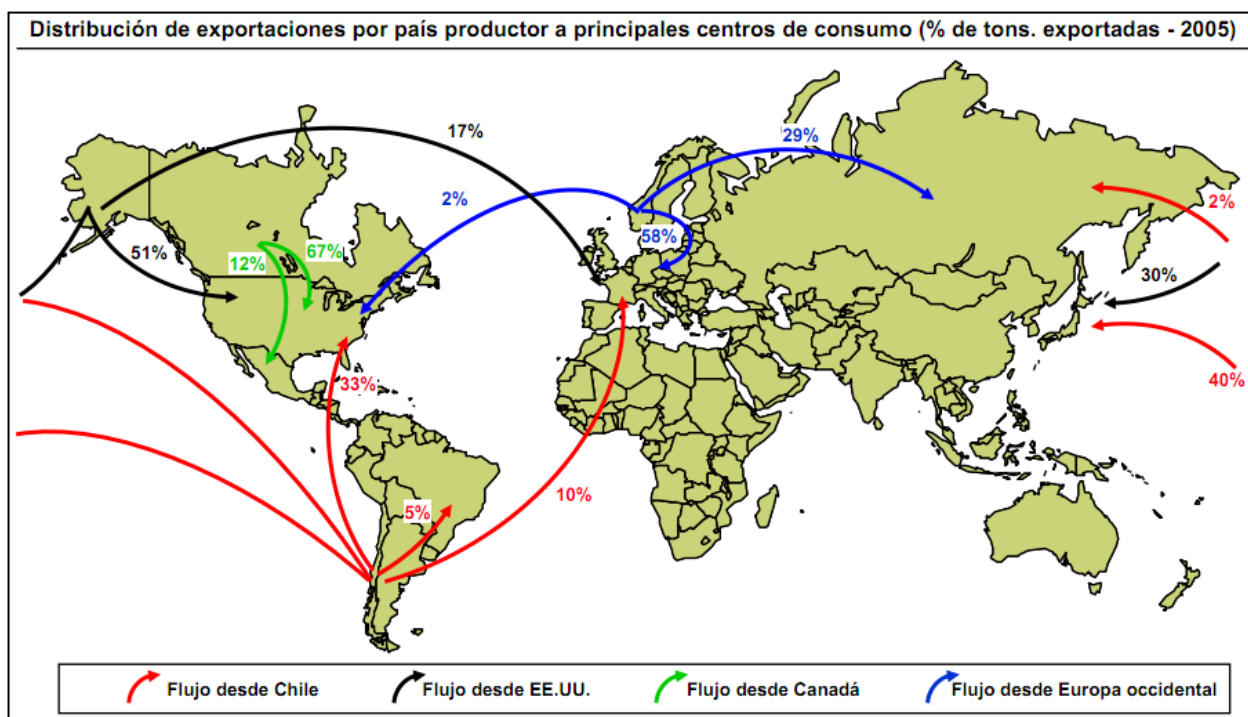 Distribución de exportaciones por país productor a principales centros de consumo (% de tons. exportadas - 2005)
17%
29%
2%
2%
58%
67%
12%
51%
30%
33%
40%
10%
5%
Flujo desde Chile
Flujo desde EE.UU.
Flujo desde Canadá
Flujo desde Europa occidental